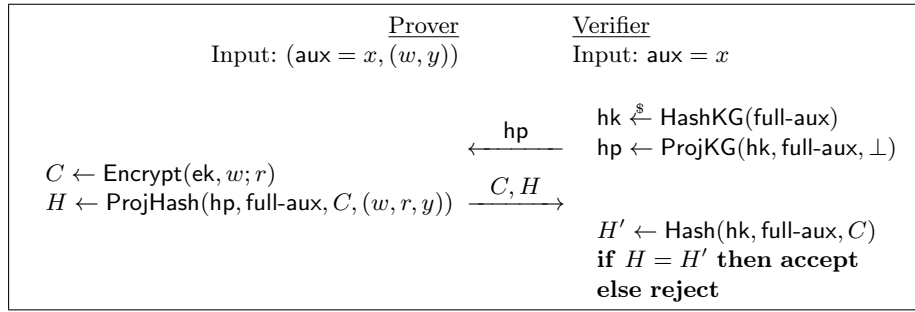 Prover Verifier
Input: (aux = x, (w, y)) Input: aux = x
hk ←$ HashKG(full-aux)
hp hp ← ProjKG(hk, full-aux, ⊥)
C ← Encrypt(ek, w; r)
H ← ProjHash(hp, full-aux, C, (w, r, y)) C, H
H′ ← Hash(hk, full-aux, C)
if H = H′ then accept
else reject